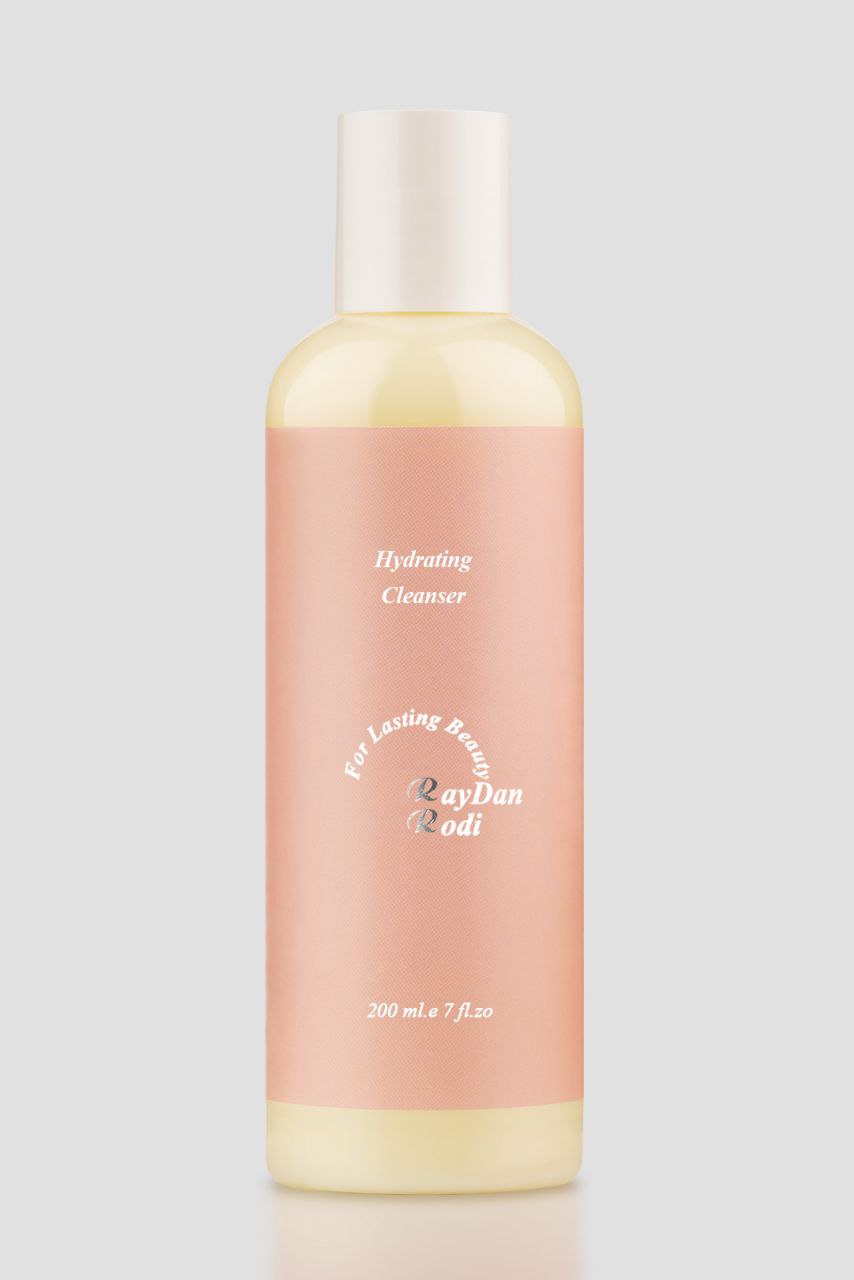 Hydrating
Cleanser
For Lasting Beauty
RayDan
Rodi
200 ml.e 7 fl.zo